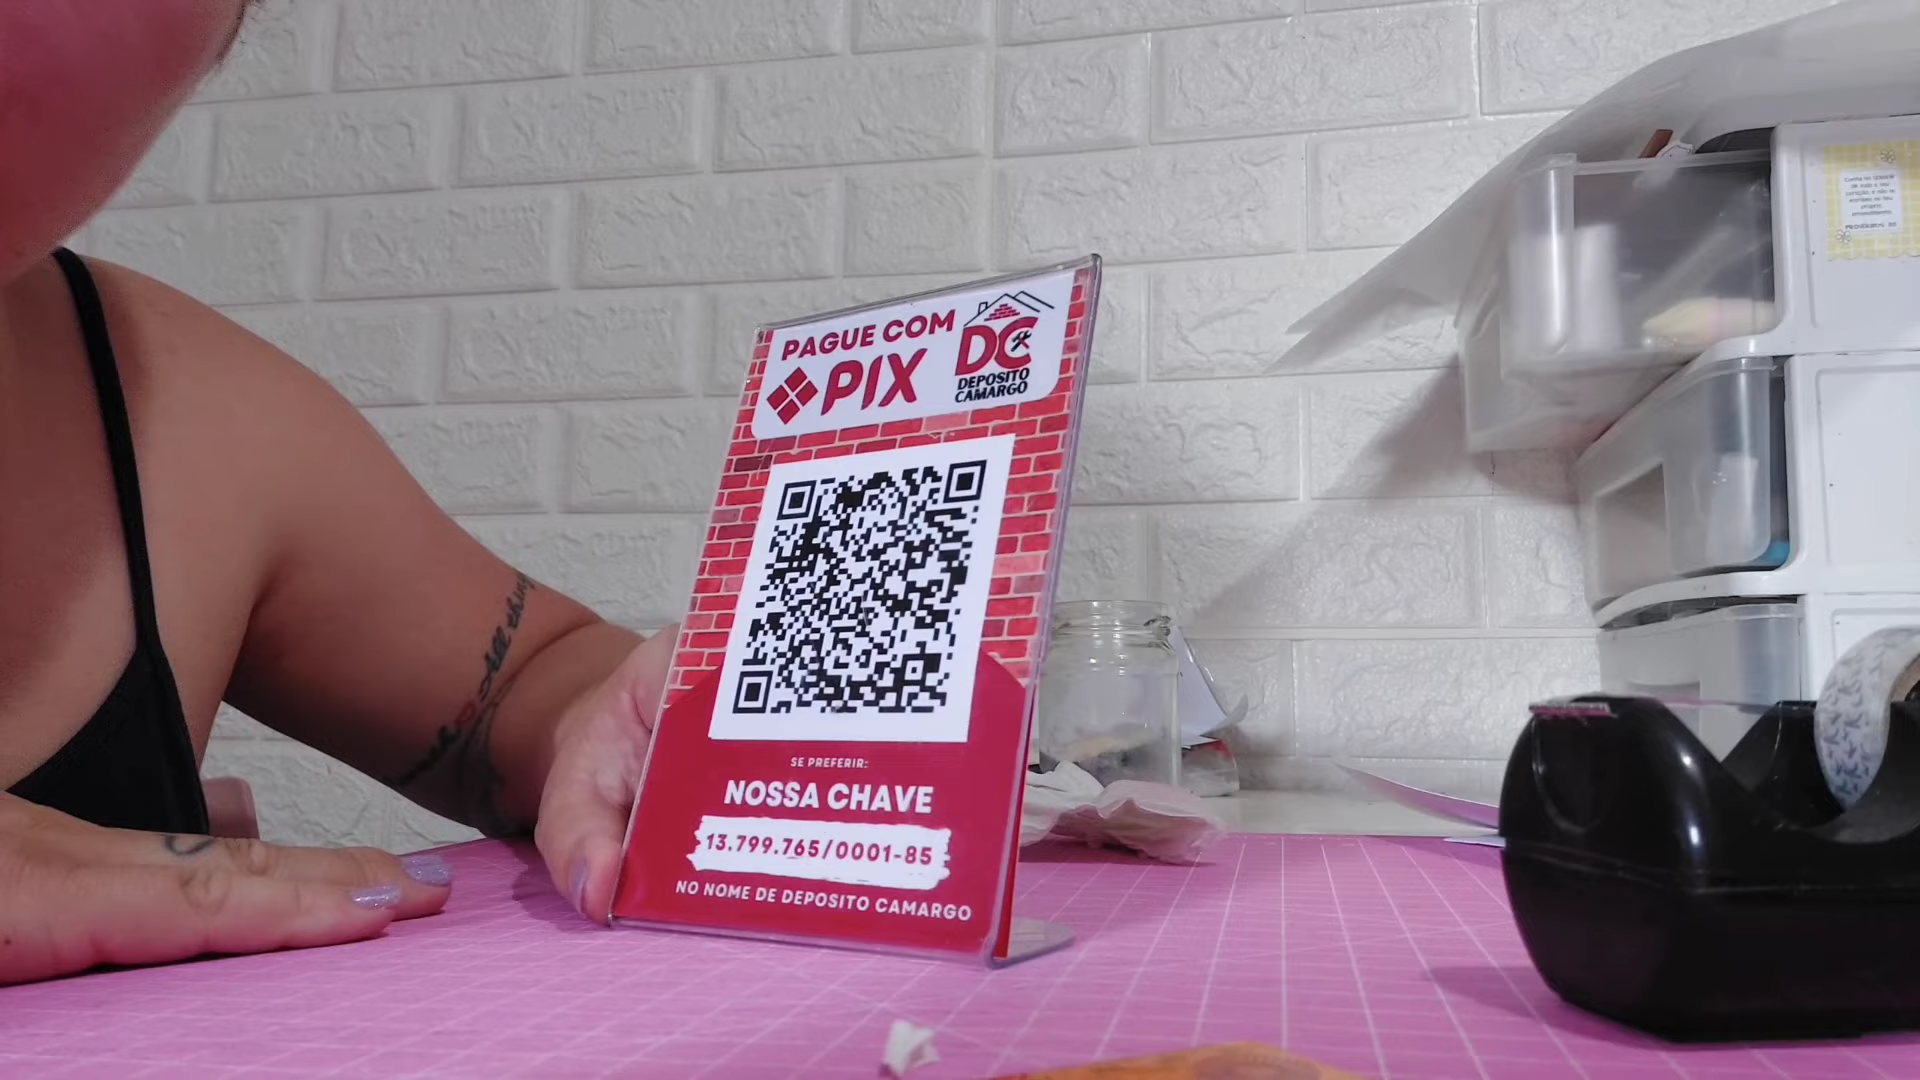 PAGUE COM
PIX
DC
DEPOSITO
CAMARGO
SE PREFERIR:
NOSSA CHAVE
13.799.765/0001-85
NO NOME DE DEPOSITO CAMARGO